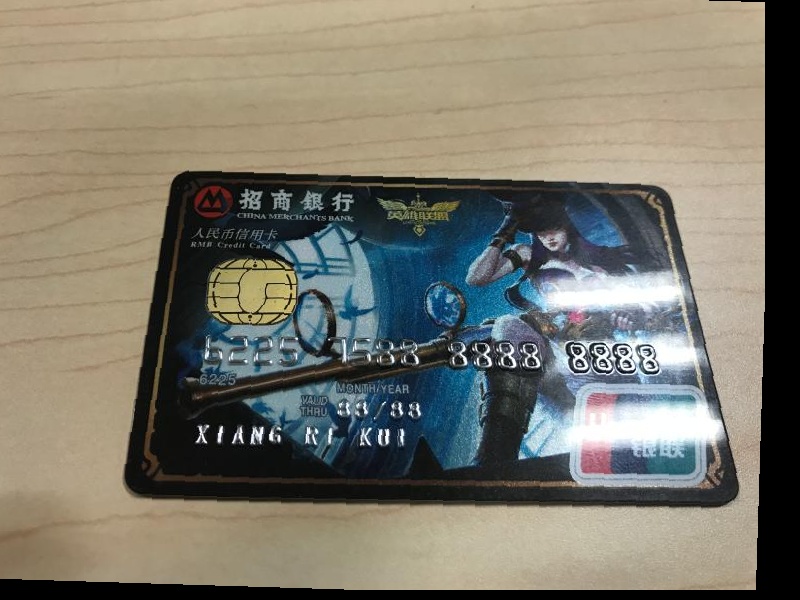 招商银行
CHINA MERCHANTS BANK
英雄联盟
人民币信用卡
RMB Credit Card
6225 7588 8888 8888
6225
MONTH/YEAR
VALID THRU 88/88
XIANG RI KUI
银联